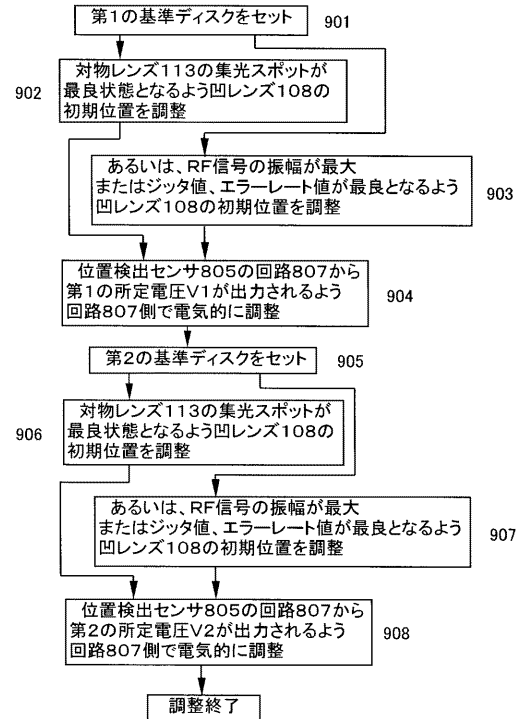 第1の基準ディスクをセット
901
902
対物レンズ113の集光スポットが
最良状態となるよう凹レンズ108の
初期位置を調整
あるいは、RF信号の振幅が最大
またはジッタ値、エラーレート値が最良となるよう
凹レンズ108の初期位置を調整
903
位置検出センサ805の回路807から
第1の所定電圧V1が出力されるよう
回路807側で電気的に調整
904
第2の基準ディスクをセット
905
906
対物レンズ113の集光スポットが
最良状態となるよう凹レンズ108の
初期位置を調整
あるいは、RF信号の振幅が最大
またはジッタ値、エラーレート値が最良となるよう
凹レンズ108の初期位置を調整
907
位置検出センサ805の回路807から
第2の所定電圧V2が出力されるよう
回路807側で電気的に調整
908
調整終了